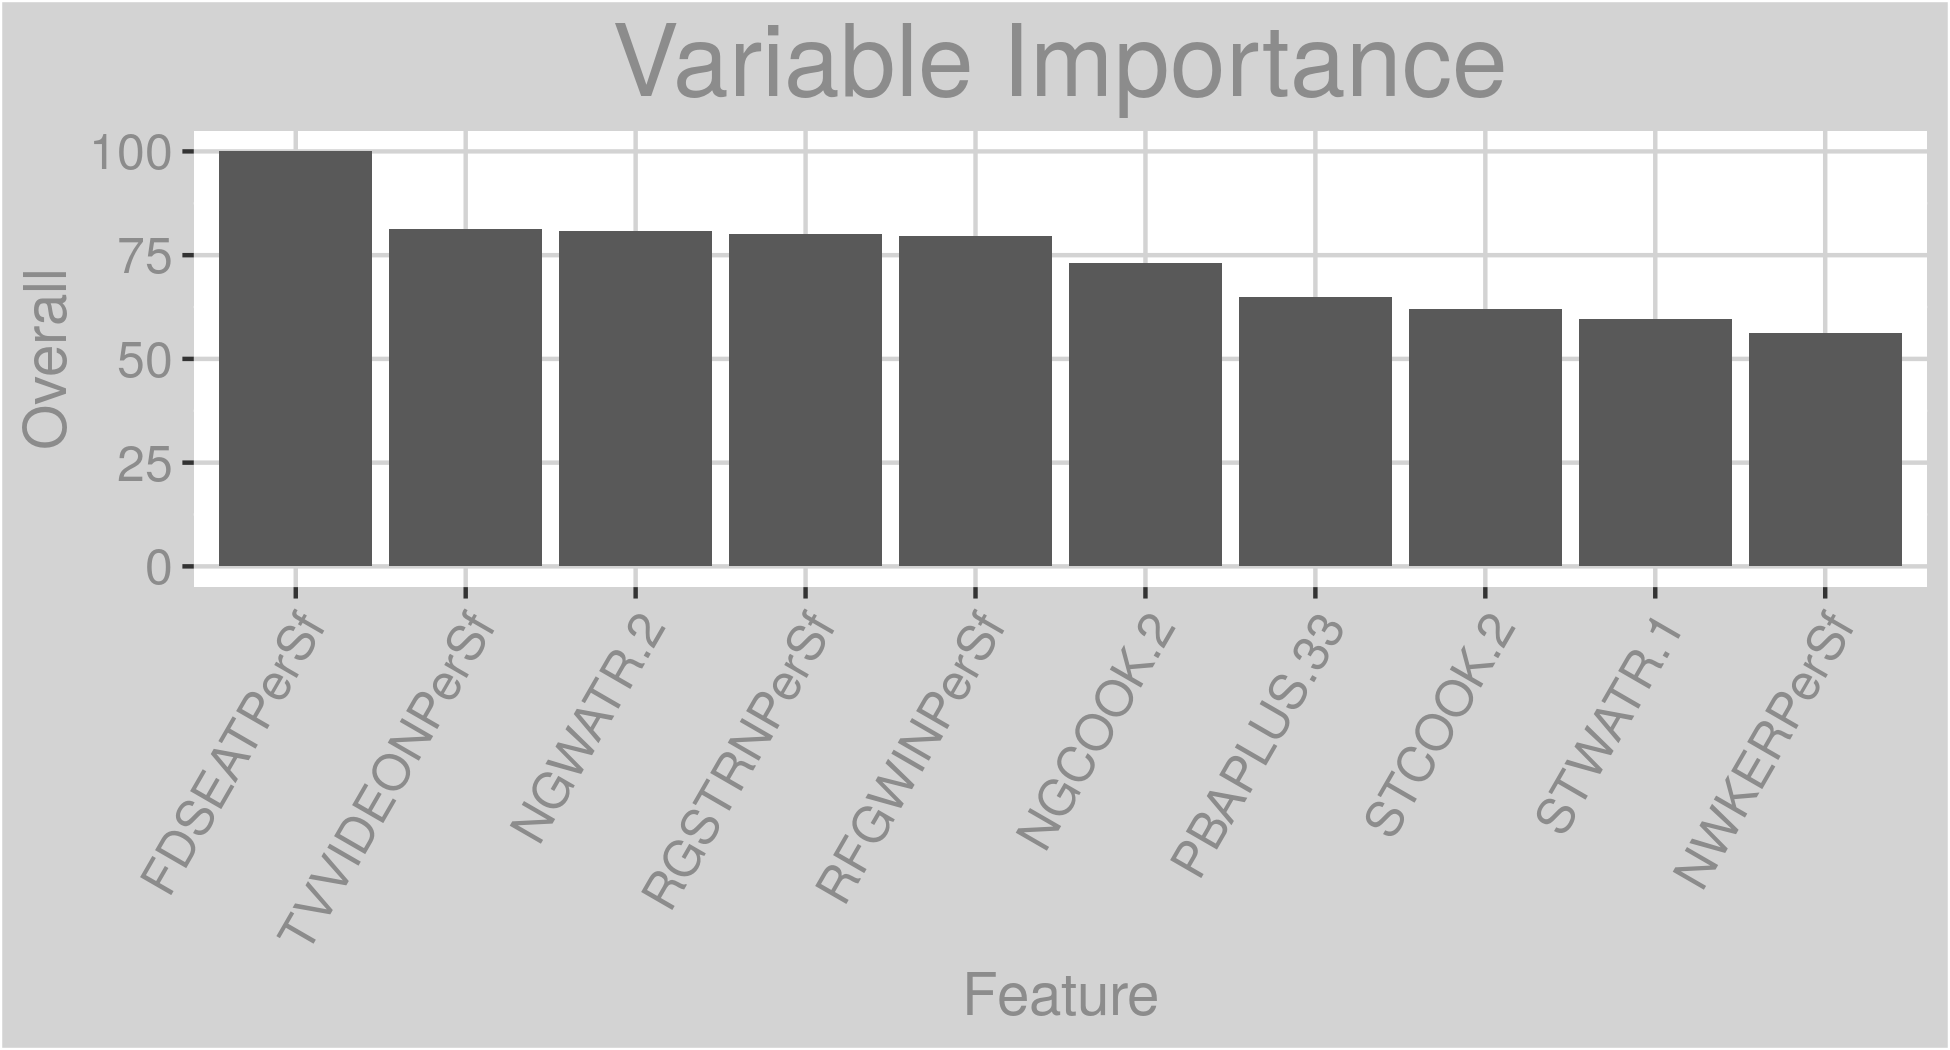 Variable Importance
Overall
100
75
50
25
0
FDSEATPerSf
TVVIDEONPerSf
NGWATR.2
RGSTRNPerSf
RFGWINPerSf
NGCOOK.2
PBAPLUS.33
STCOOK.2
STWATR.1
NWKERPerSf
Feature